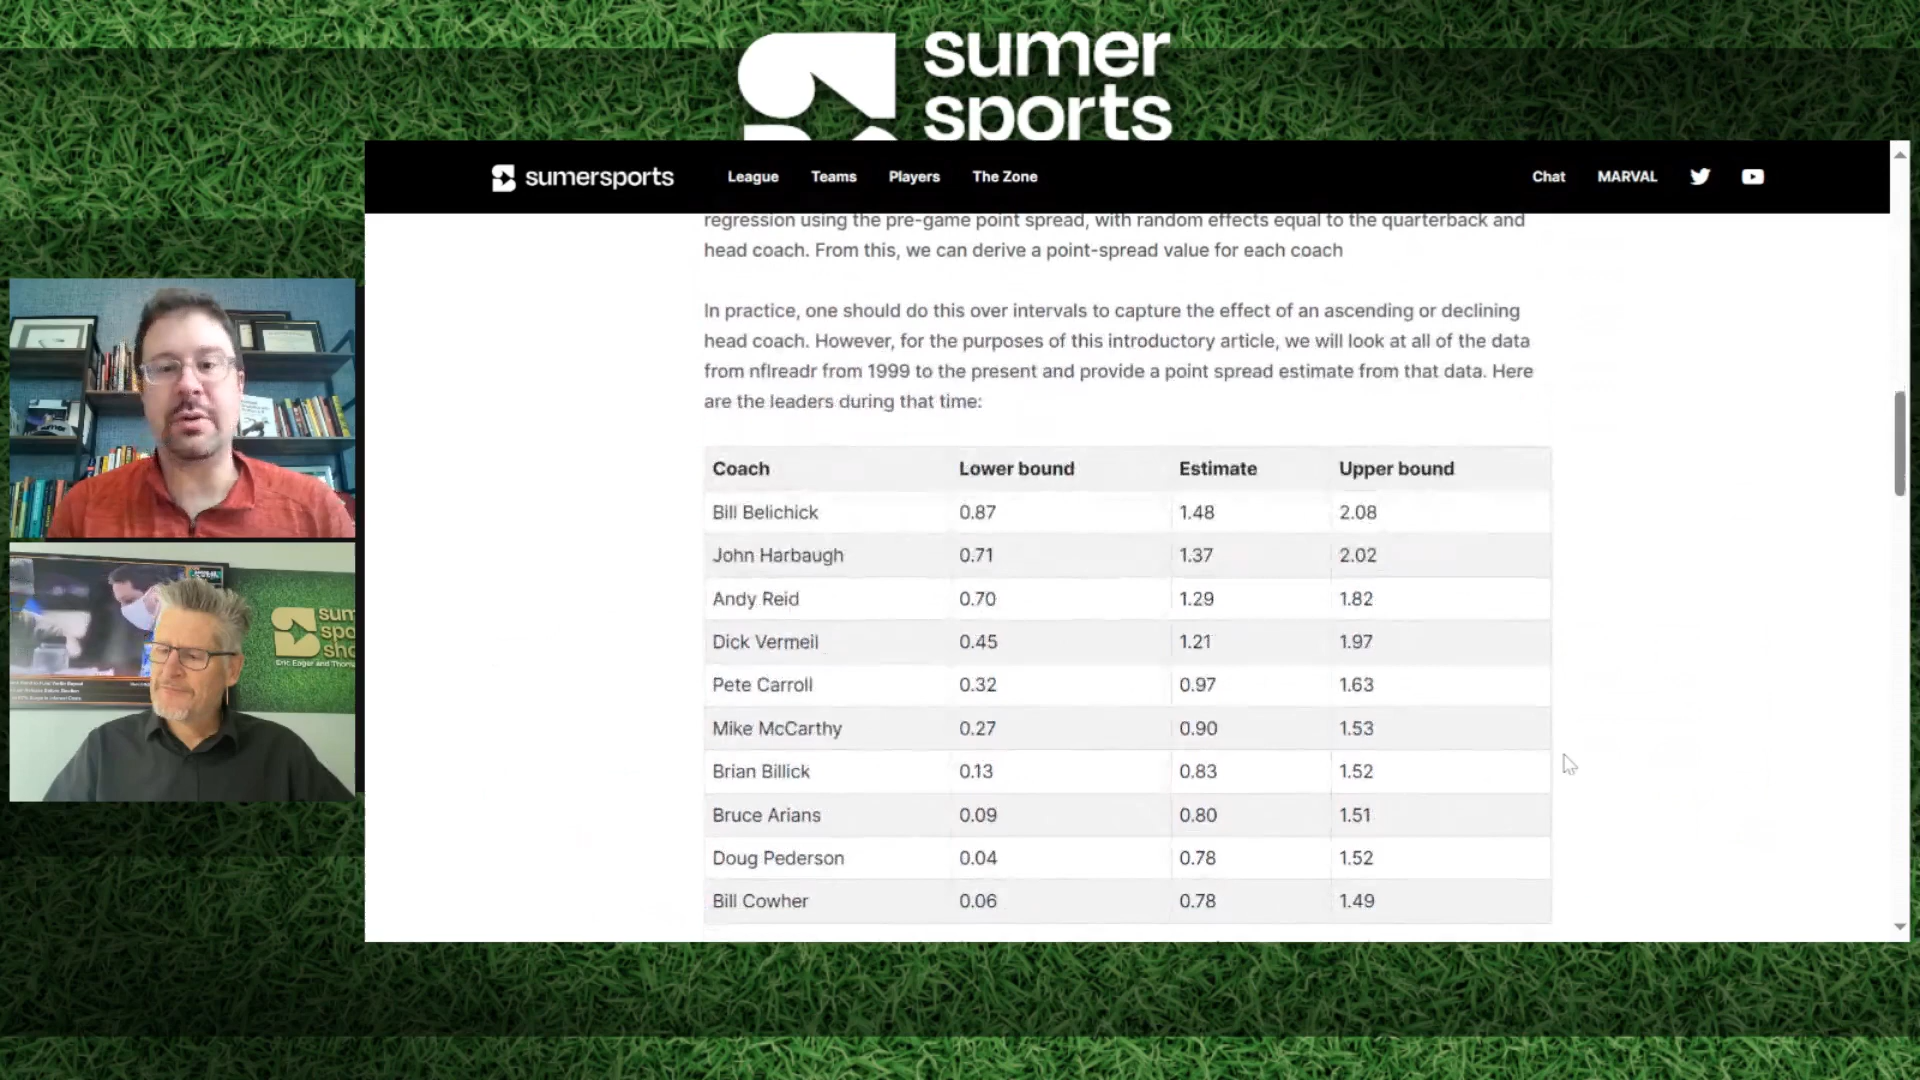 sumer
sports
sumersports
League
Teams
Players
The Zone
Chat
MARVAL
regression using the pre-game point spread, with random effects equal to the quarterback and
head coach. From this, we can derive a point-spread value for each coach
In practice, one should do this over intervals to capture the effect of an ascending or declining
head coach. However, for the purposes of this introductory article, we will look at all of the data
from nflreadr from 1999 to the present and provide a point spread estimate from that data. Here
are the leaders during that time:
Coach Lower bound Estimate Upper bound
Bill Belichick 0.87 1.48 2.08
John Harbaugh 0.71 1.37 2.02
Andy Reid 0.70 1.29 1.82
Dick Vermeil 0.45 1.21 1.97
Pete Carroll 0.32 0.97 1.63
Mike McCarthy 0.27 0.90 1.53
Brian Billick 0.13 0.83 1.52
Bruce Arians 0.09 0.80 1.51
Doug Pederson 0.04 0.78 1.52
Bill Cowher 0.06 0.78 1.49
sum
spo
sho
Eric Eager and Thom